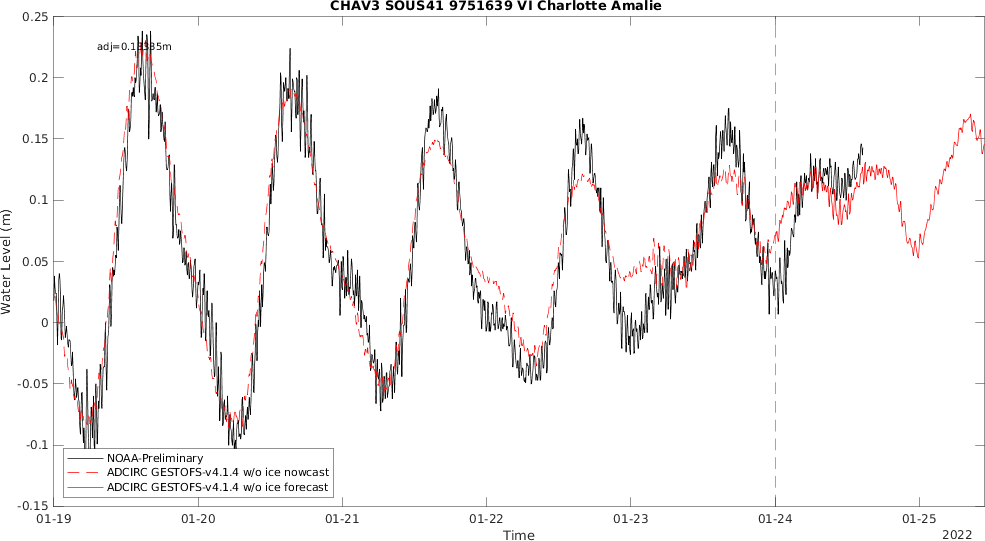 CHAV3 SOUS41 9751639 VI Charlotte Amalie
0.25
0.2
0.15
0.1
0.05
0
-0.05
-0.1
-0.15
Water Level (m)
NOAA-Preliminary
ADCIRC GESTOFS-v4.1.4 w/o ice nowcast
ADCIRC GESTOFS-v4.1.4 w/o ice forecast
01-19 01-20 01-21 01-22 01-23 01-24 01-25
Time
2022